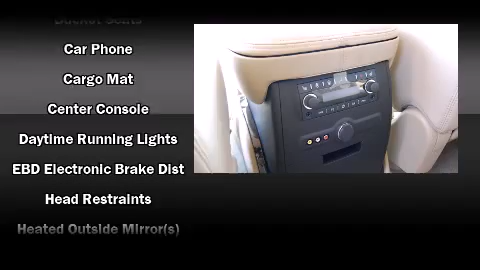 Bucket Seats
Car Phone
Cargo Mat
Center Console
Daytime Running Lights
EBD Electronic Brake Dist
Head Restraints
Heated Outside Mirror(s)